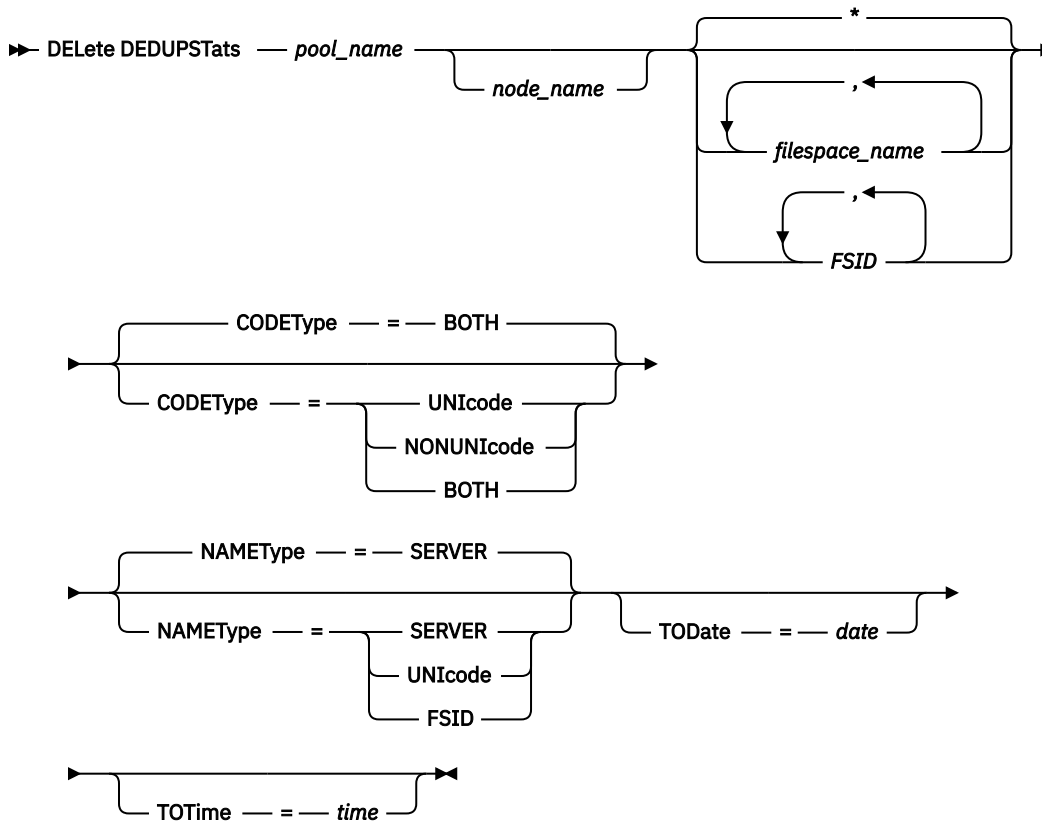 *
DELete DEDUPSTats pool_name
node_name
,
filespace_name
,
FSID
CODEType = BOTH
CODEType = UNIcode
NONUNIcode
BOTH
NAMEType = SERVER
NAMEType = SERVER
UNIcode
FSID
TODate = date
TOTime = time